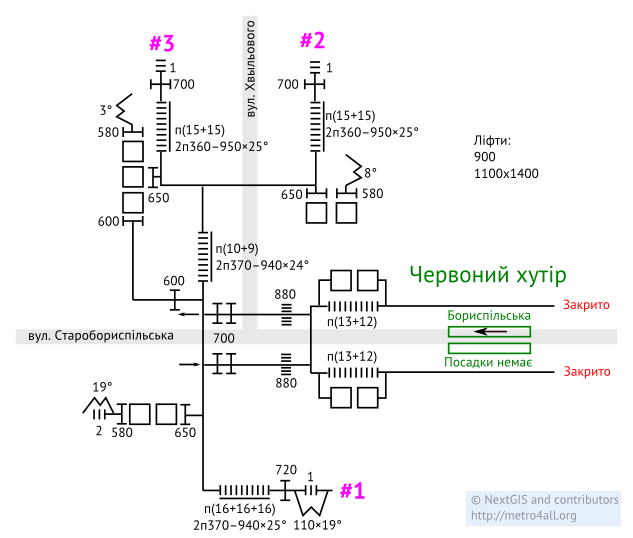 #3
#2
вул. Хвыльового
1
700
1
700
3°
580
п(15+15)
2п360–950×25°
п(15+15)
2п360–950×25°
Ліфти:
900
1100х1400
8°
650
650
580
600
п(10+9)
2п370–940×24°
600
880
п(13+12)
Червоний хутір
Закрито
Бориспільська
вул. Старобориспільська
700
п(13+12)
Посадки немає
880
Закрито
19°
2
580
650
720
1
#1
п(16+16+16)
2п370–940×25°
110×19°
© NextGIS and contributors
http://metro4all.org